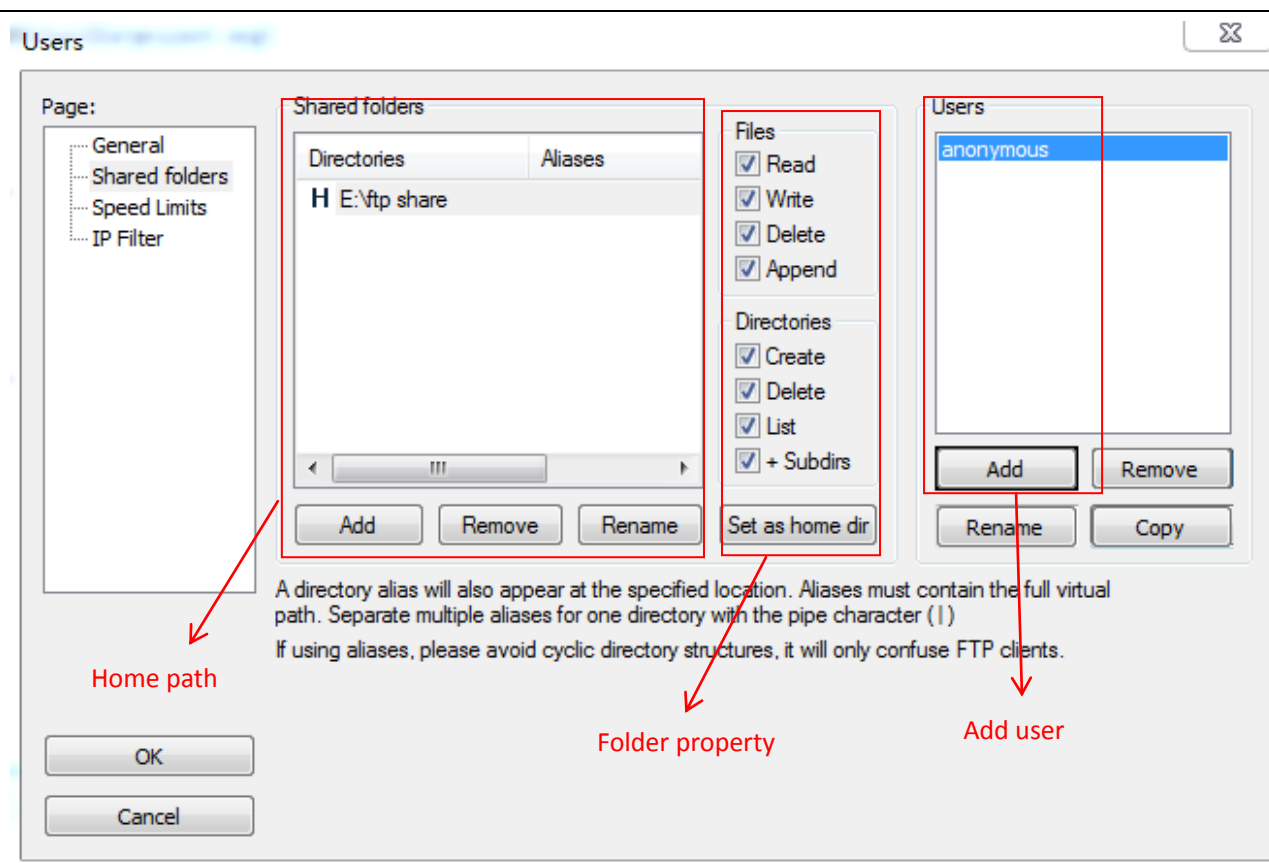 Users
Page:
General
Shared folders
Speed Limits
IP Filter
Shared folders
Directories Aliases
H E:\ftp share
Add Remove Rename
Files
Read
Write
Delete
Append
Directories
Create
Delete
List
+ Subdirs
Set as home dir
Users
anonymous
Add Remove
Rename Copy
A directory alias will also appear at the specified location. Aliases must contain the full virtual
path. Separate multiple aliases for one directory with the pipe character (|)
If using aliases, please avoid cyclic directory structures, it will only confuse FTP clients.
Home path
Folder property
Add user
OK
Cancel